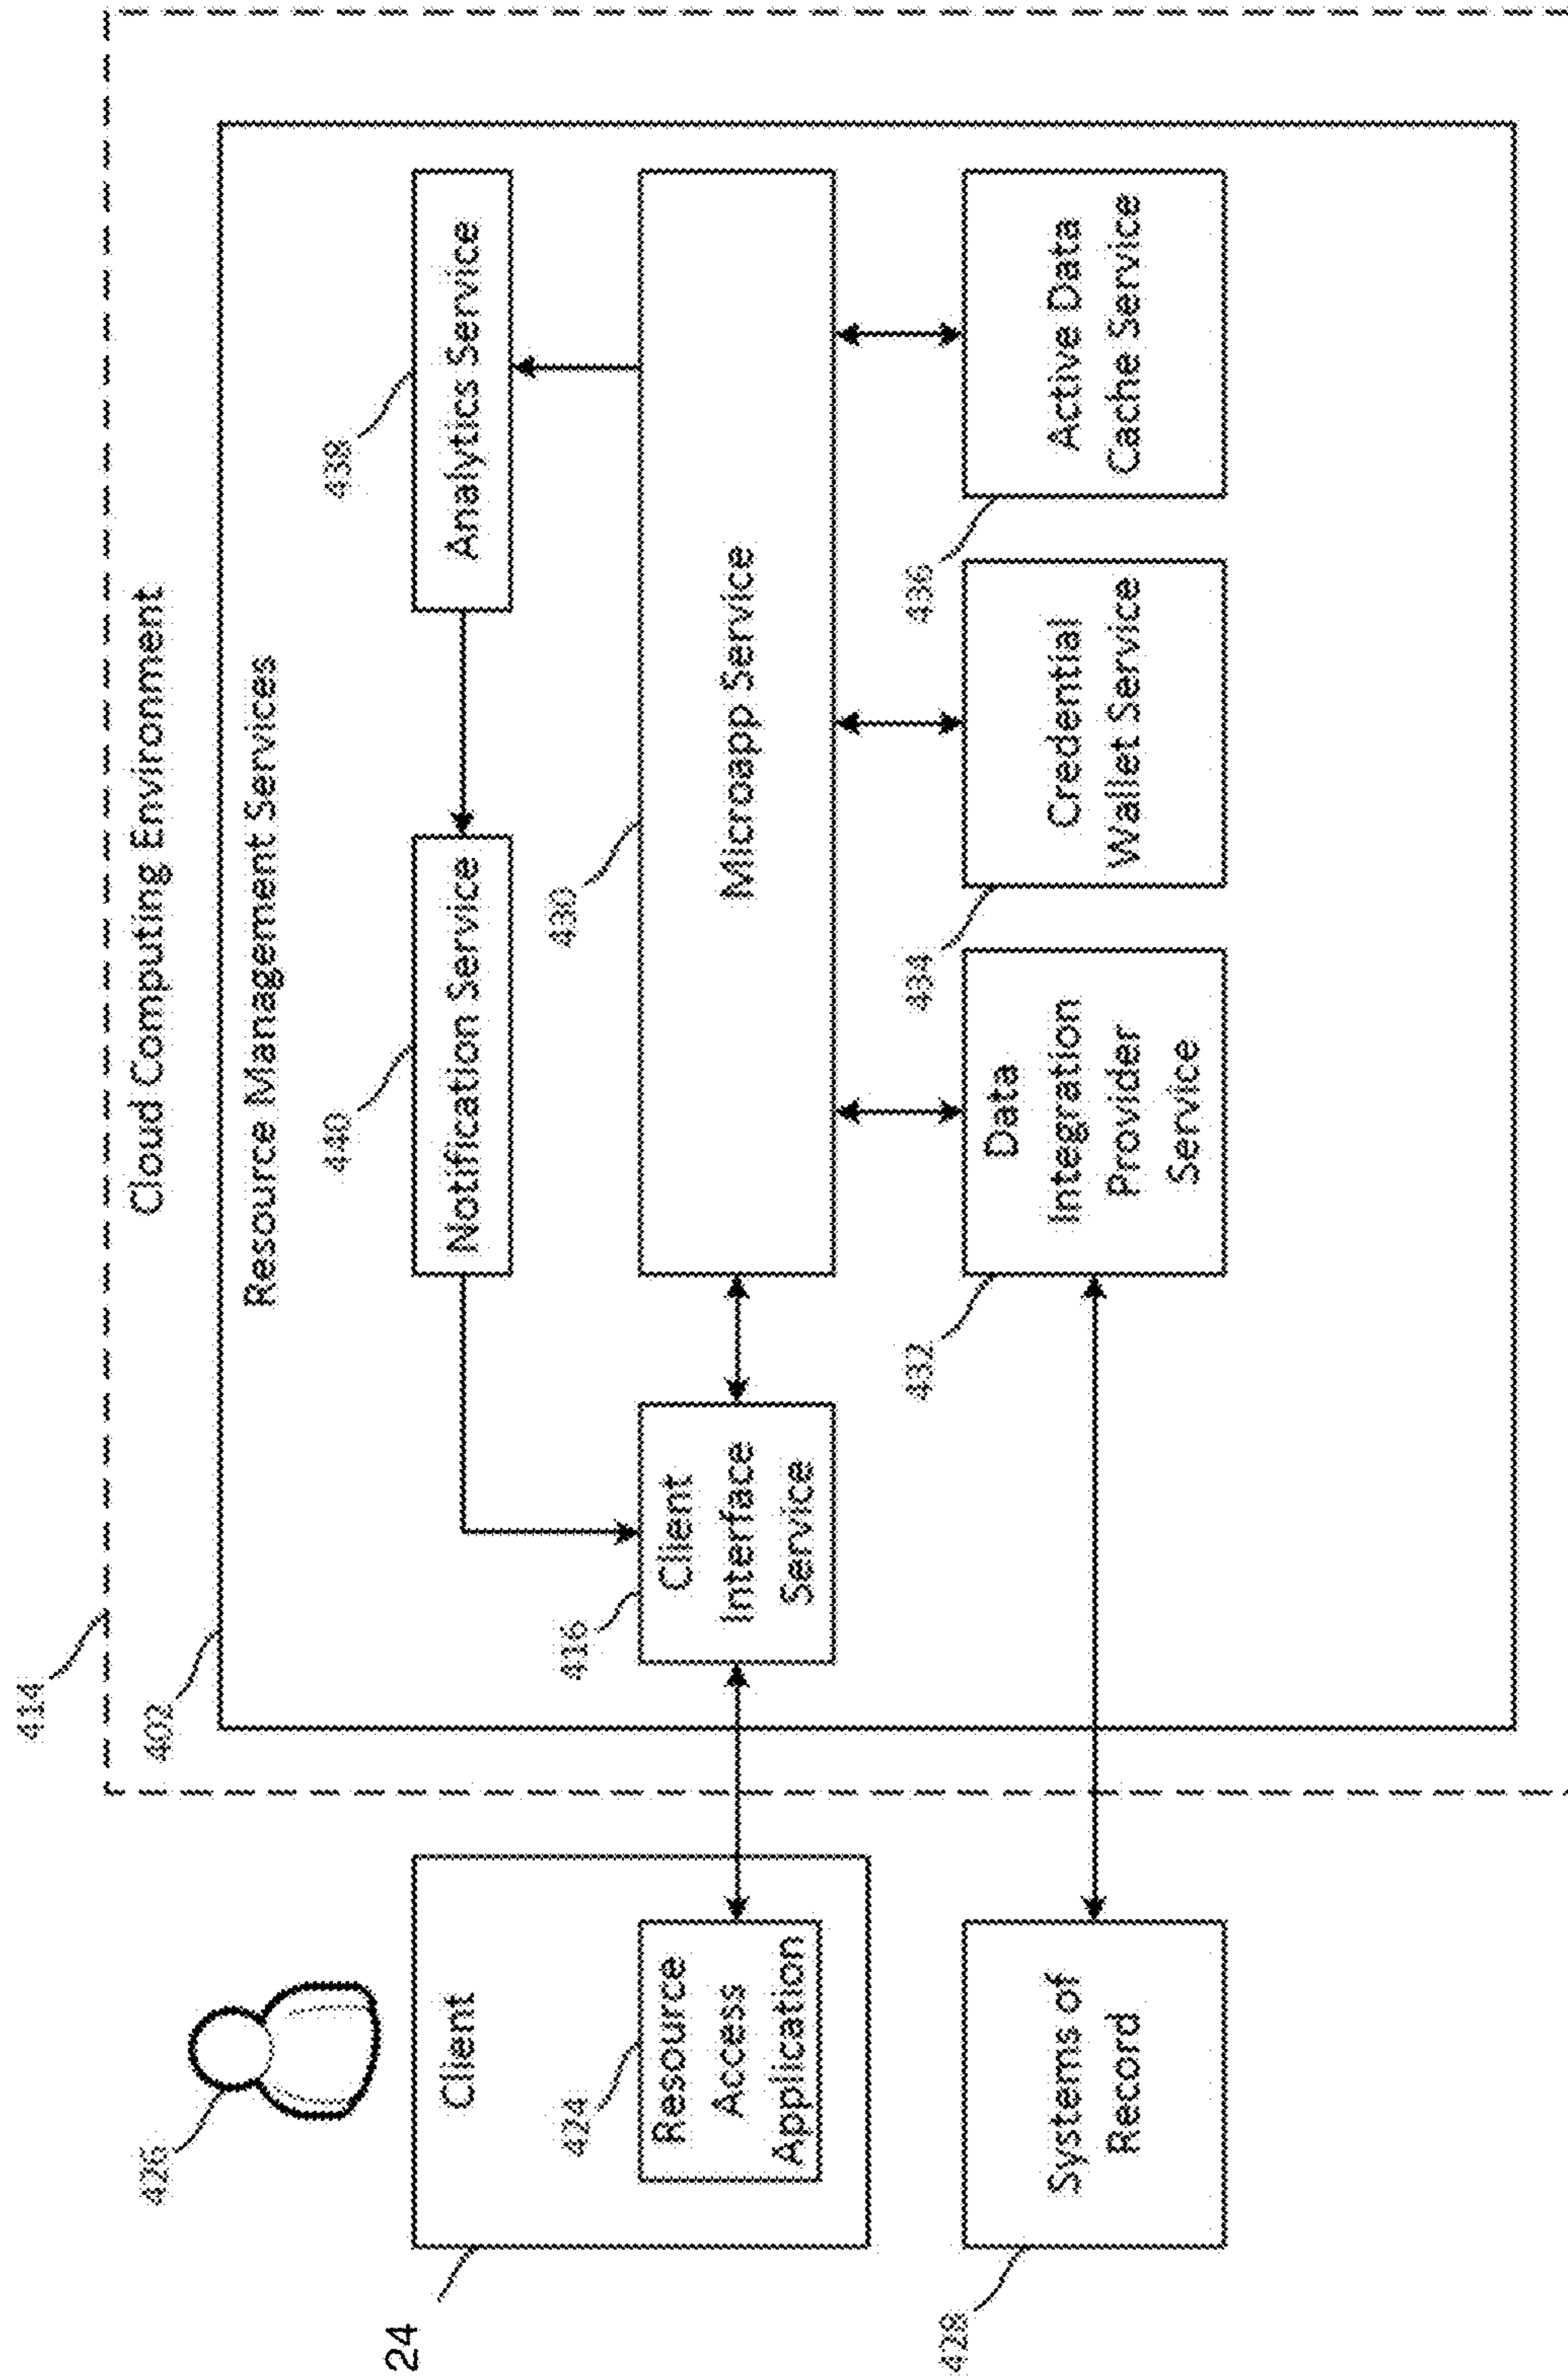 414
Cloud Computing Environment
402
Resource Management Services
426
440
438
Client
Notification Service
Analytics Service
24
424
Resource
Access
Application
416
Client
Interface
Service
430
Microapp Service
428
Systems of
Record
432
Data
Integration
Provider
Service
434
Credential
Wallet Service
436
Active Data
Cache Service